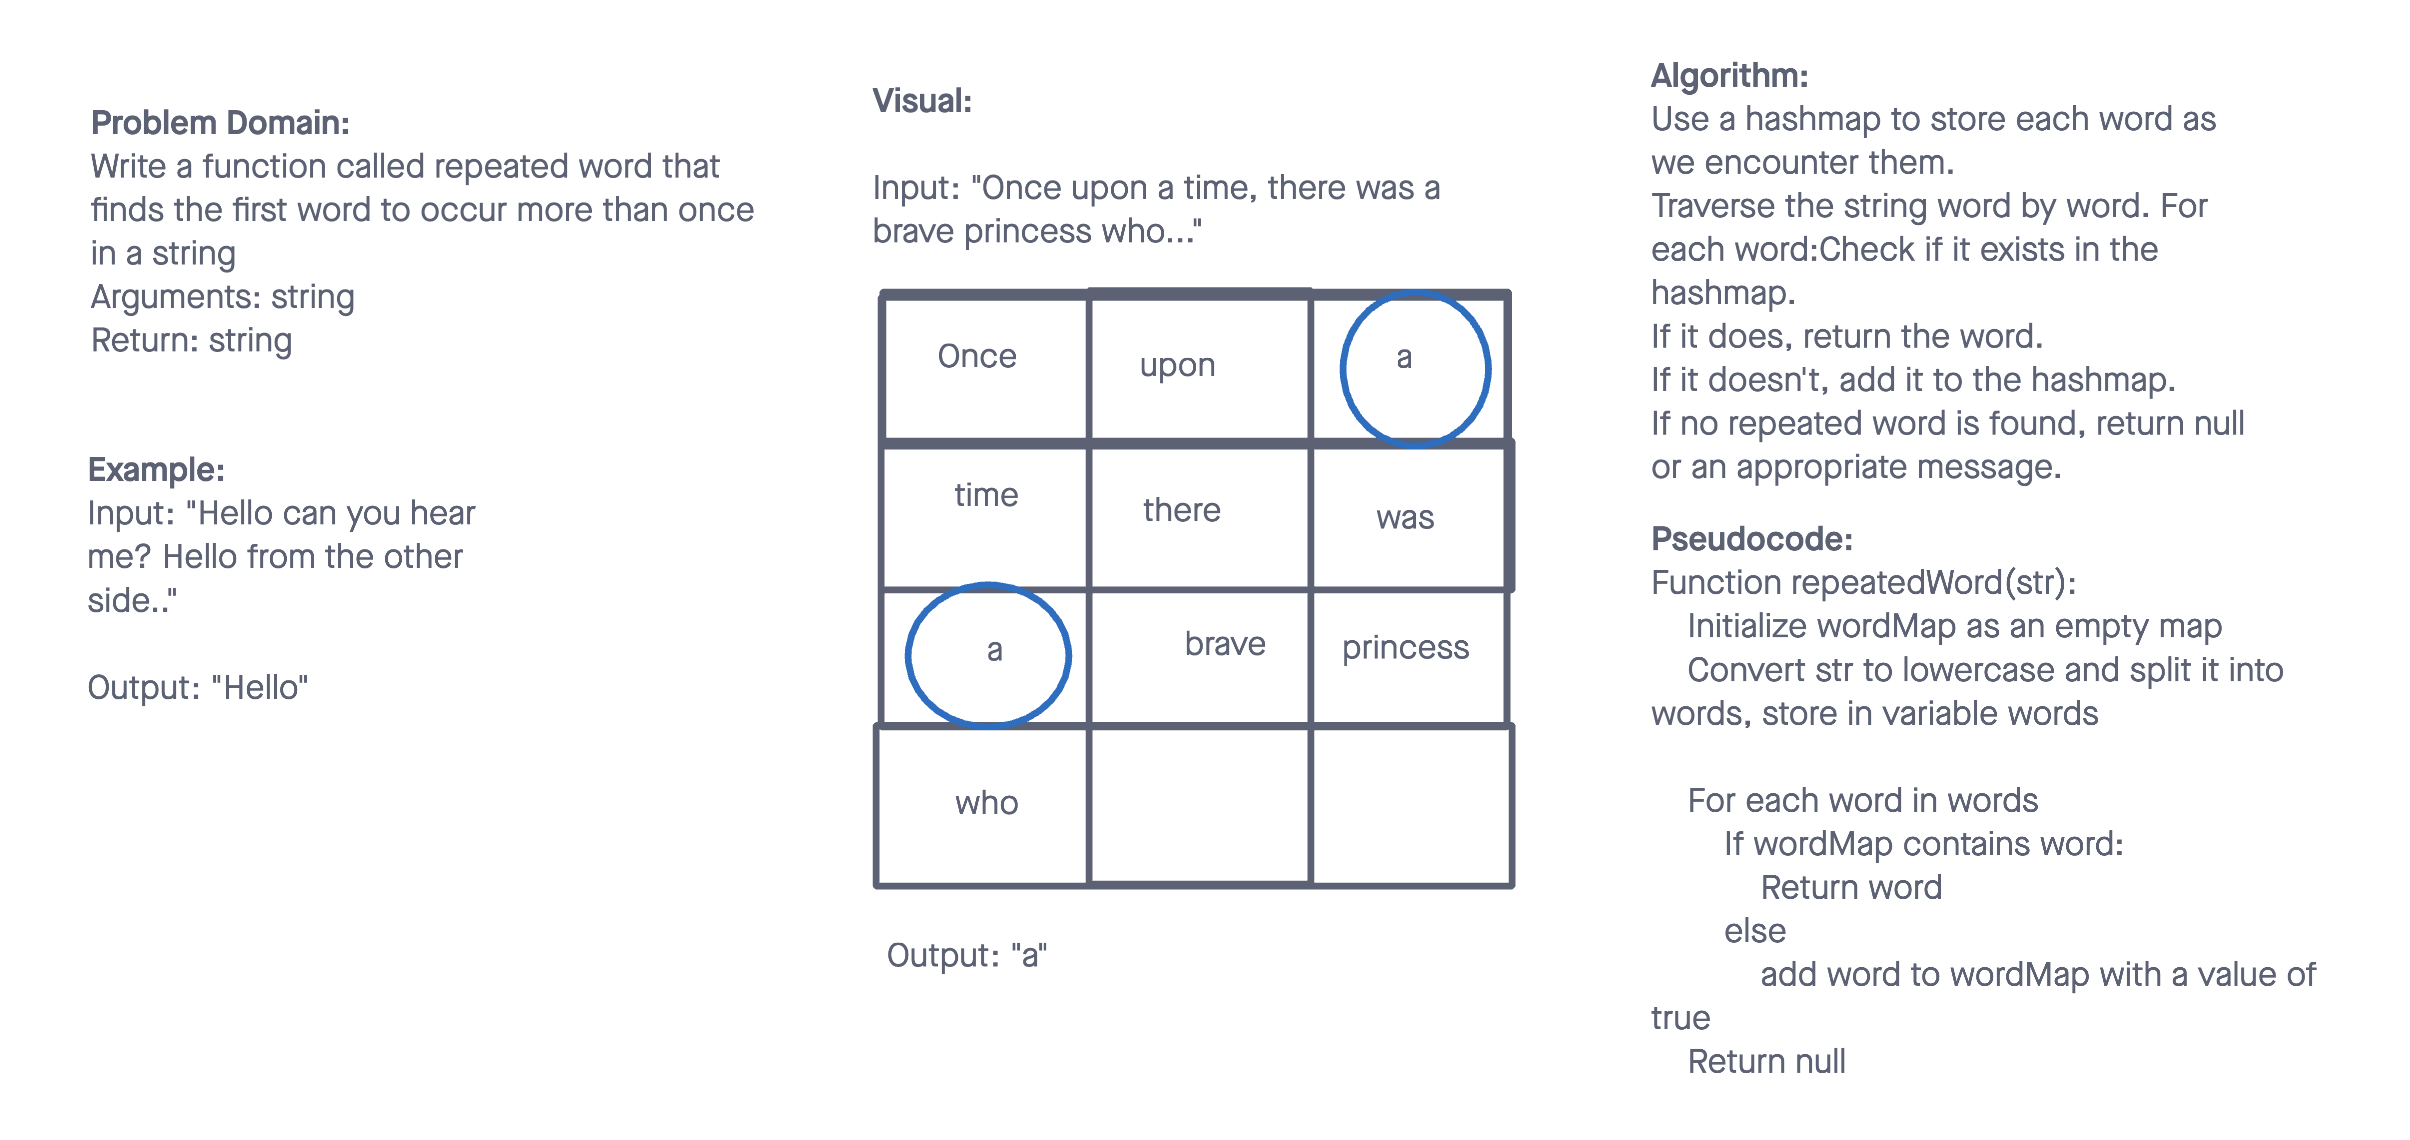 Problem Domain:
Write a function called repeated word that
finds the first word to occur more than once
in a string
Arguments: string
Return: string
Example:
Input: "Hello can you hear
me? Hello from the other
side.."
Output: "Hello"
Visual:
Input: "Once upon a time, there was a
brave princess who..."
Once upon a
time there was
a brave princess
who
Output: "a"
Algorithm:
Use a hashmap to store each word as
we encounter them.
Traverse the string word by word. For
each word:Check if it exists in the
hashmap.
If it does, return the word.
If it doesn't, add it to the hashmap.
If no repeated word is found, return null
or an appropriate message.
Pseudocode:
Function repeatedWord(str):
Initialize wordMap as an empty map
Convert str to lowercase and split it into
words, store in variable words
For each word in words
If wordMap contains word:
Return word
else
add word to wordMap with a value of
true
Return null